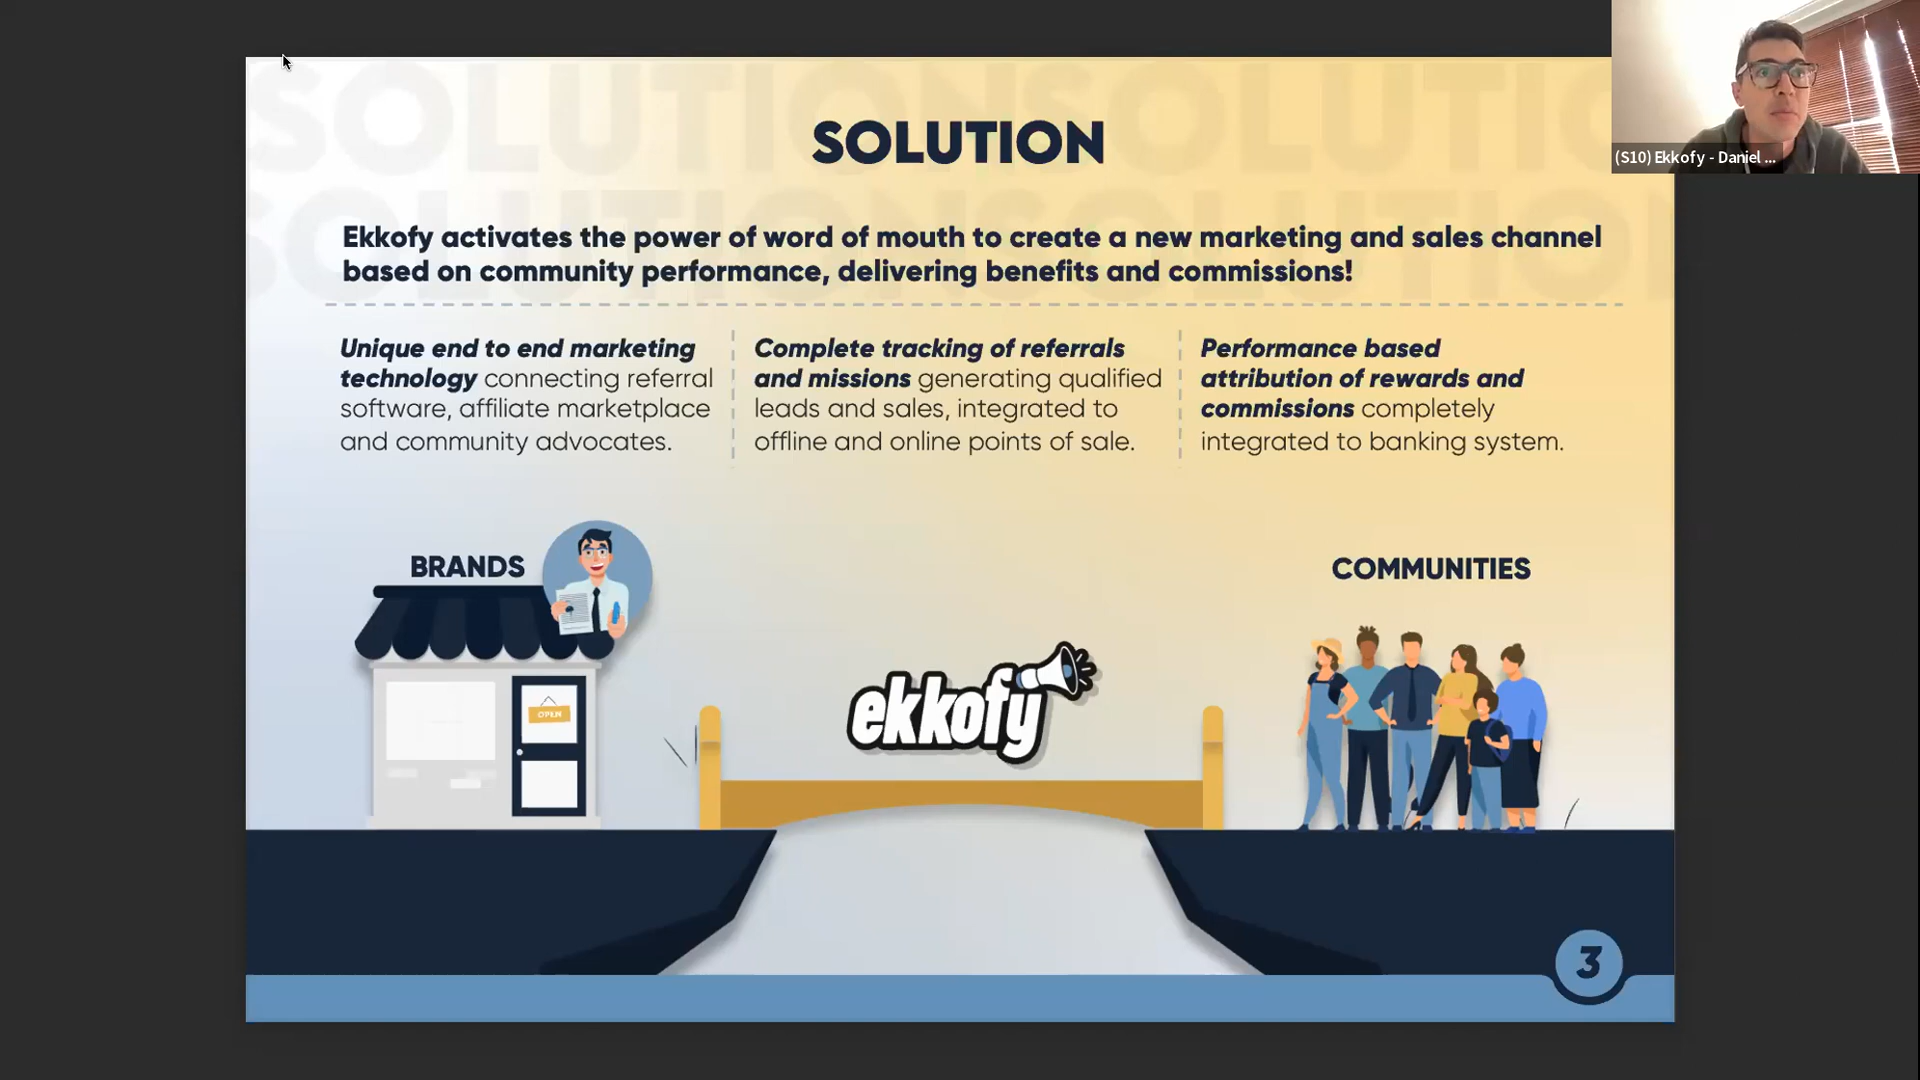 SOLUTION
Ekkofy activates the power of word of mouth to create a new marketing and sales channel
based on community performance, delivering benefits and commissions!
Unique end to end marketing
technology connecting referral
software, affiliate marketplace
and community advocates.
Complete tracking of referrals
and missions generating qualified
leads and sales, integrated to
offline and online points of sale.
Performance based
attribution of rewards and
commissions completely
integrated to banking system.
BRANDS
COMMUNITIES
OPEN
ekkofy
3
(S10) Ekkofy - Daniel ...
SOLUTIONSOLUTIO
SOLUTIONSOLUTION